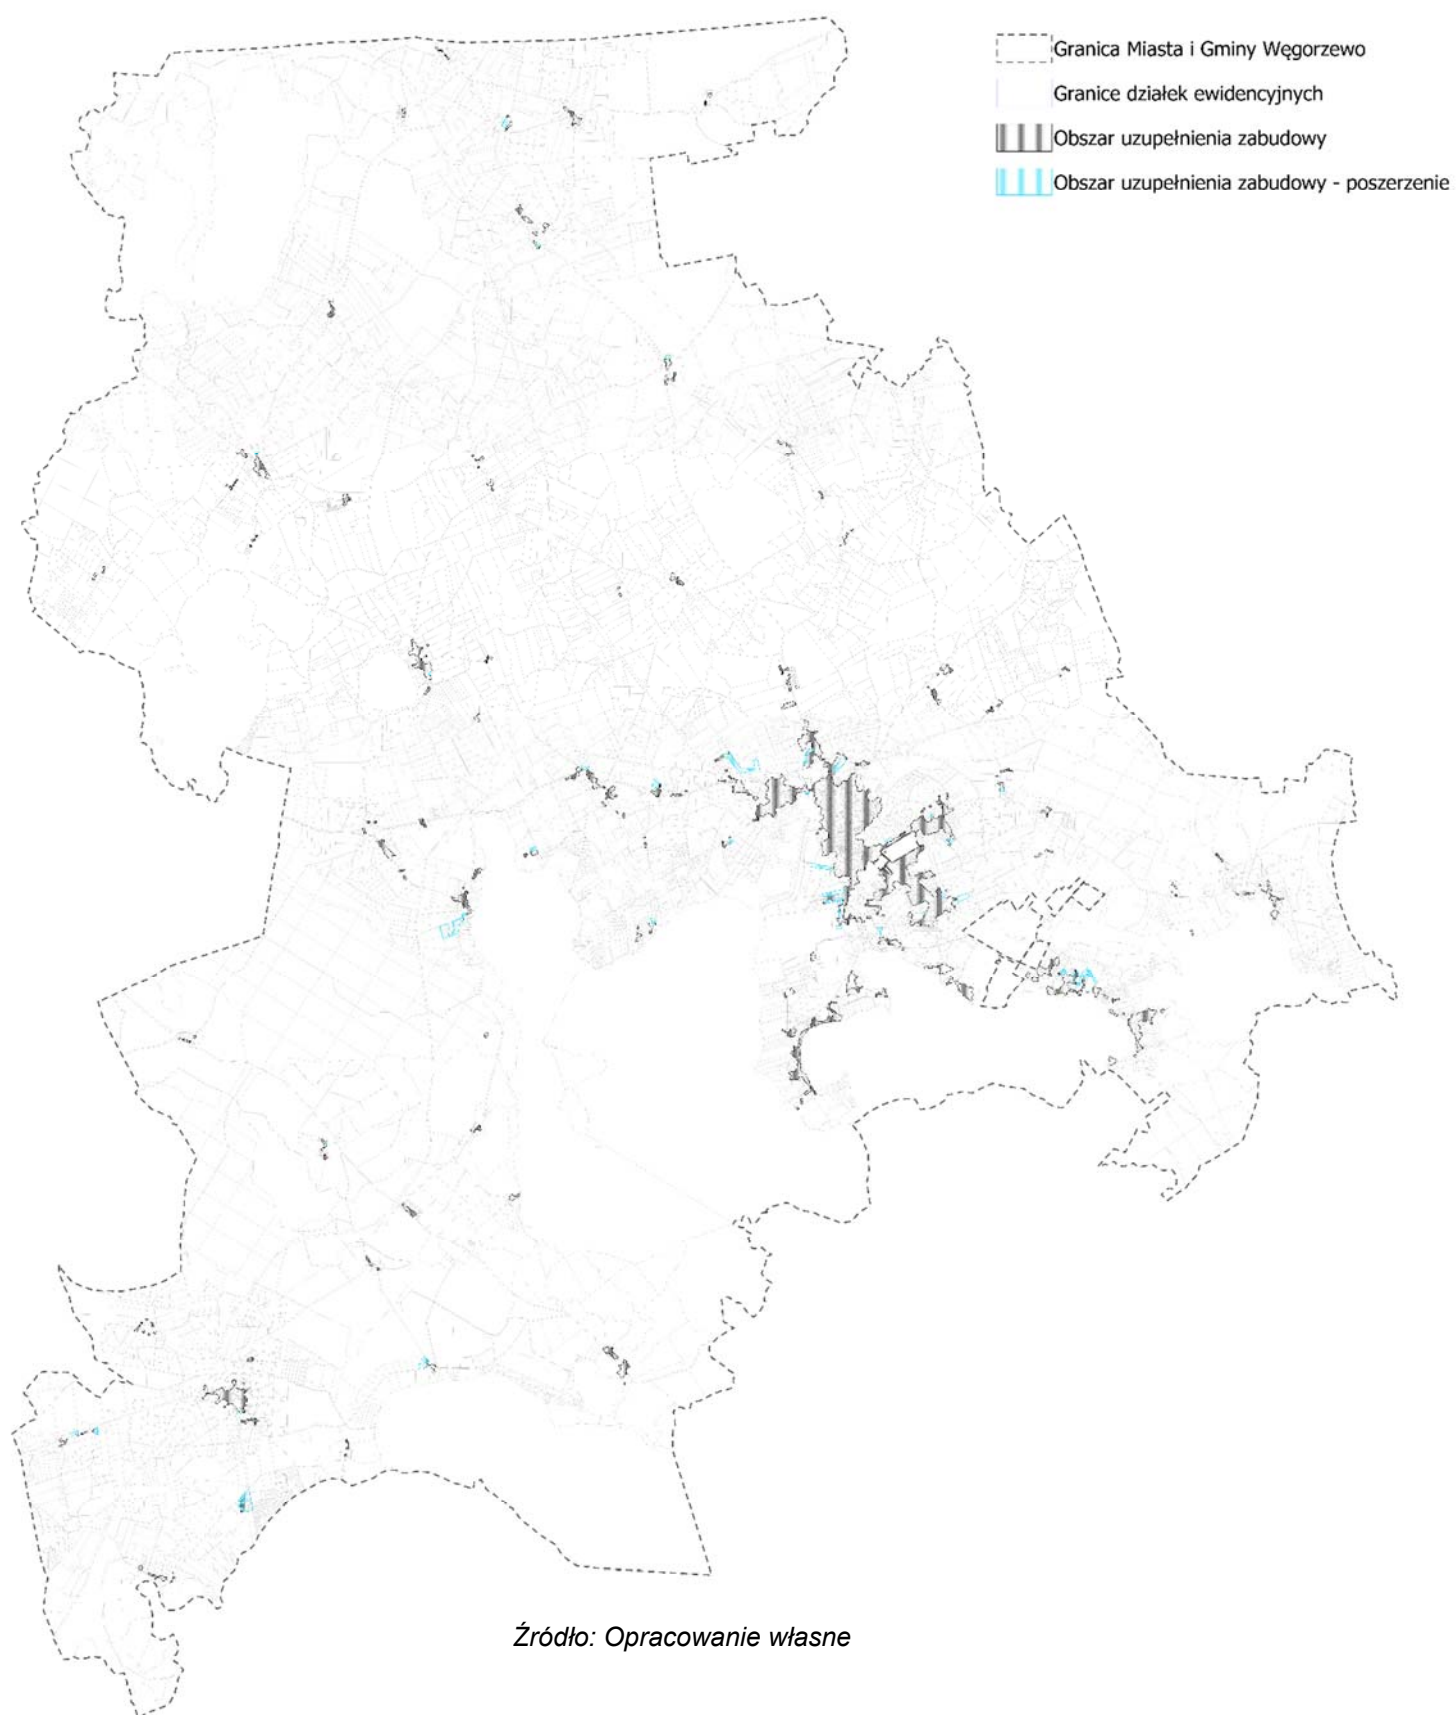 Granica Miasta i Gminy Węgorzewo
Granice działek ewidencyjnych
Obszar uzupełnienia zabudowy
Obszar uzupełnienia zabudowy - poszerzenie
Źródło: Opracowanie własne